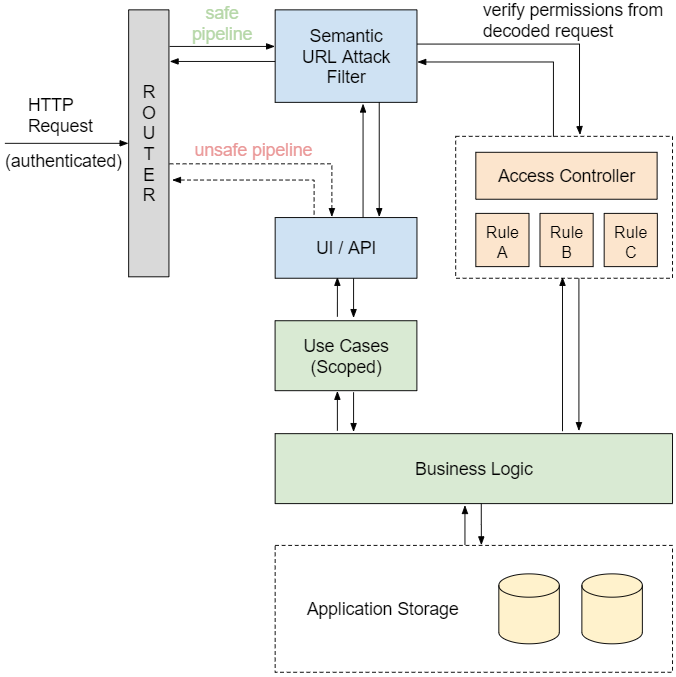 safe
pipeline
verify permissions from
decoded request
Semantic
URL Attack
Filter
HTTP
Request
(authenticated)
R
O
U
T
E
R
unsafe pipeline
Access Controller
Rule
A
Rule
B
Rule
C
UI / API
Use Cases
(Scoped)
Business Logic
Application Storage